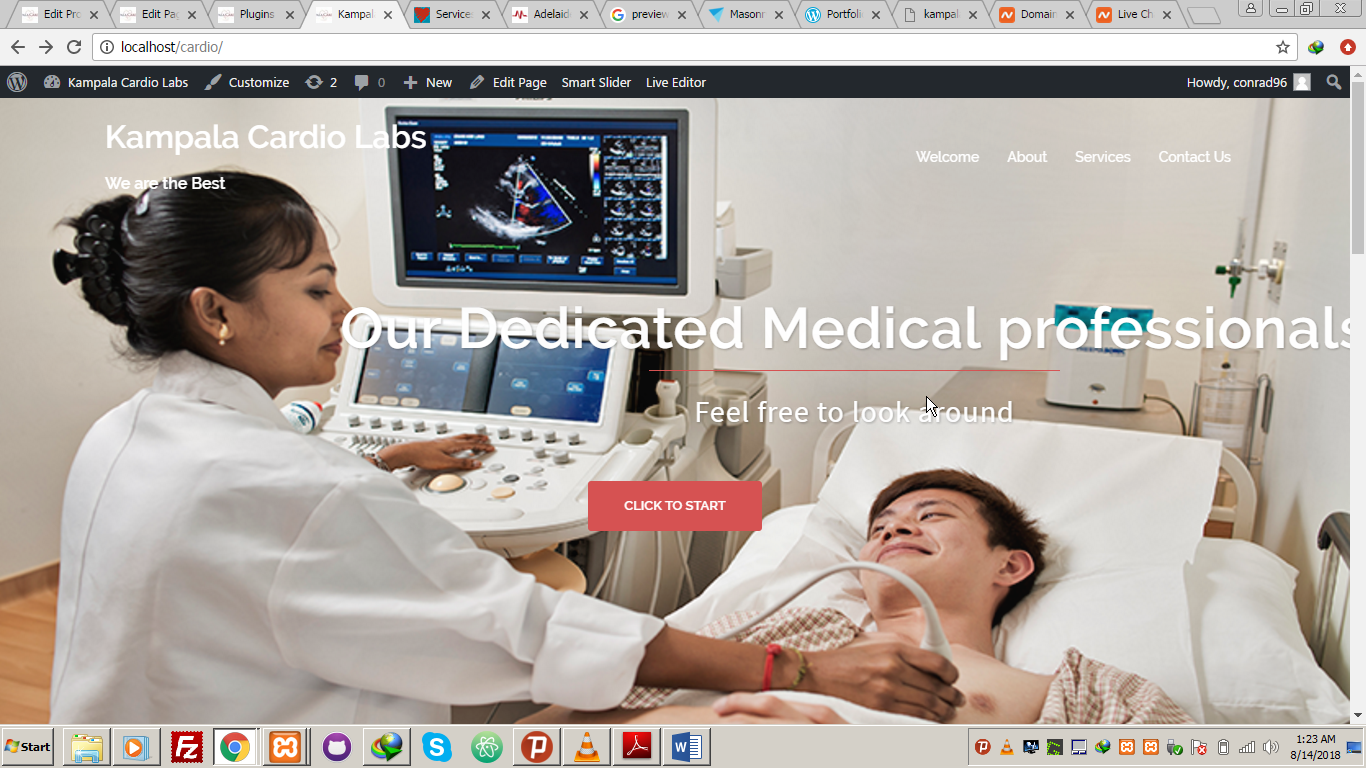 Edit Pro
Edit Pa
Plugins
Kampal
Service
Adelaid
preview
Masonr
Portfoli
kampal
Domain
Live Ch
localhost/cardio/
Kampala Cardio Labs
Customize
2
0
New
Edit Page
Smart Slider
Live Editor
Howdy, conrad96
Kampala Cardio Labs
We are the Best
Welcome
About
Services
Contact Us
Our Dedicated Medical professionals
Feel free to look around
CLICK TO START
Start
1:23 AM
8/14/2018